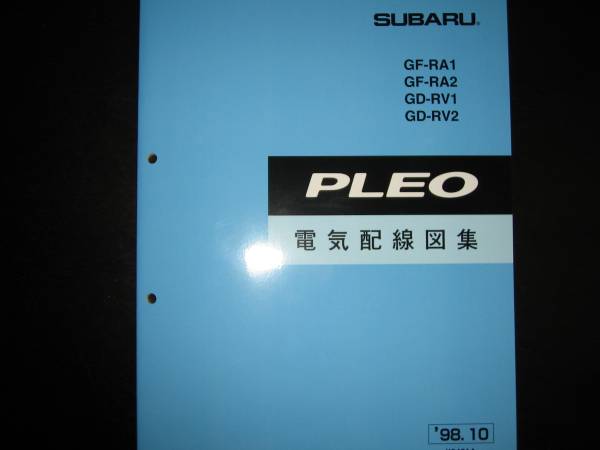 SUBARU®
GF-RA1
GF-RA2
GD-RV1
GD-RV2
PLEO
電気配線図集
'98.10